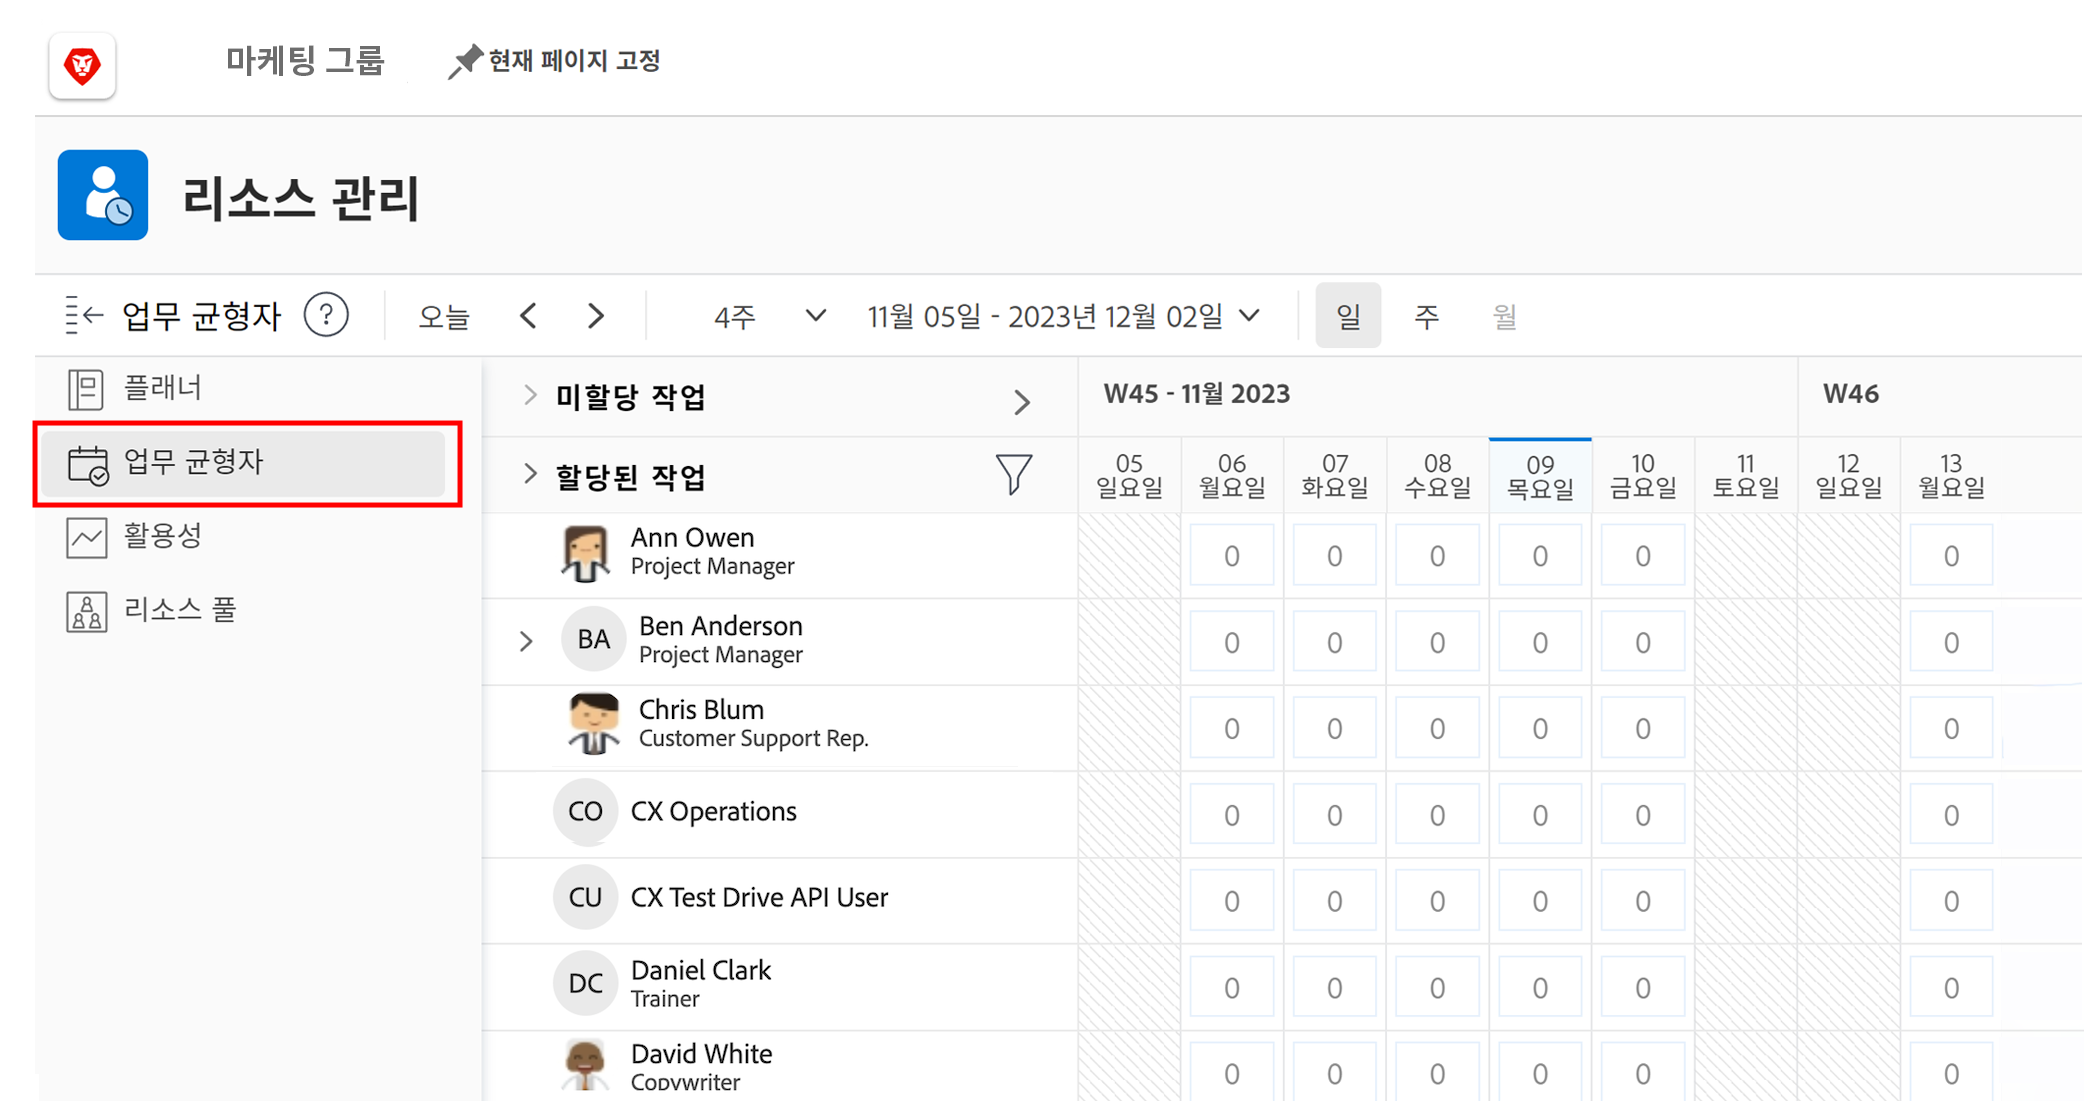 마케팅 그룹 현재 페이지 고정
리소스 관리
업무 균형자 ? 오늘 4주 11월 05일 - 2023년 12월 02일 일 주 월
플래너
업무 균형자
활용성
리소스 풀
미할당 작업 W45 - 11월 2023 W46
할당된 작업
05 06 07 08 09 10 11 12 13
일요일 월요일 화요일 수요일 목요일 금요일 토요일 일요일 월요일
Ann Owen
Project Manager
0 0 0 0 0 0
BA Ben Anderson
Project Manager
0 0 0 0 0 0
Chris Blum
Customer Support Rep.
0 0 0 0 0 0
CO CX Operations 0 0 0 0 0 0
CU CX Test Drive API User 0 0 0 0 0 0
DC Daniel Clark
Trainer
0 0 0 0 0 0
David White
Copywriter
0 0 0 0 0 0